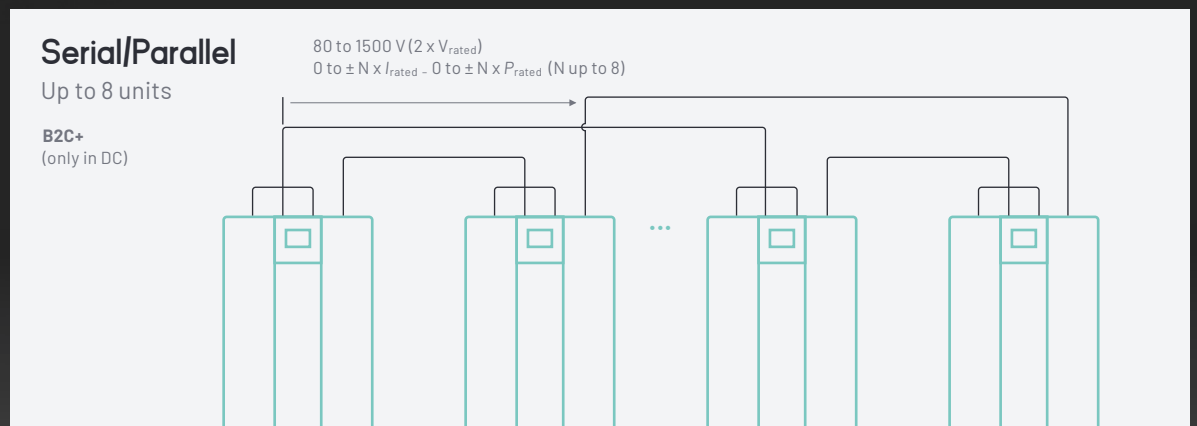 Serial/Parallel
Up to 8 units
B2C+
(only in DC)
80 to 1500 V (2 x Vrated)
0 to ± N x Irated - 0 to ± N x Prated (N up to 8)